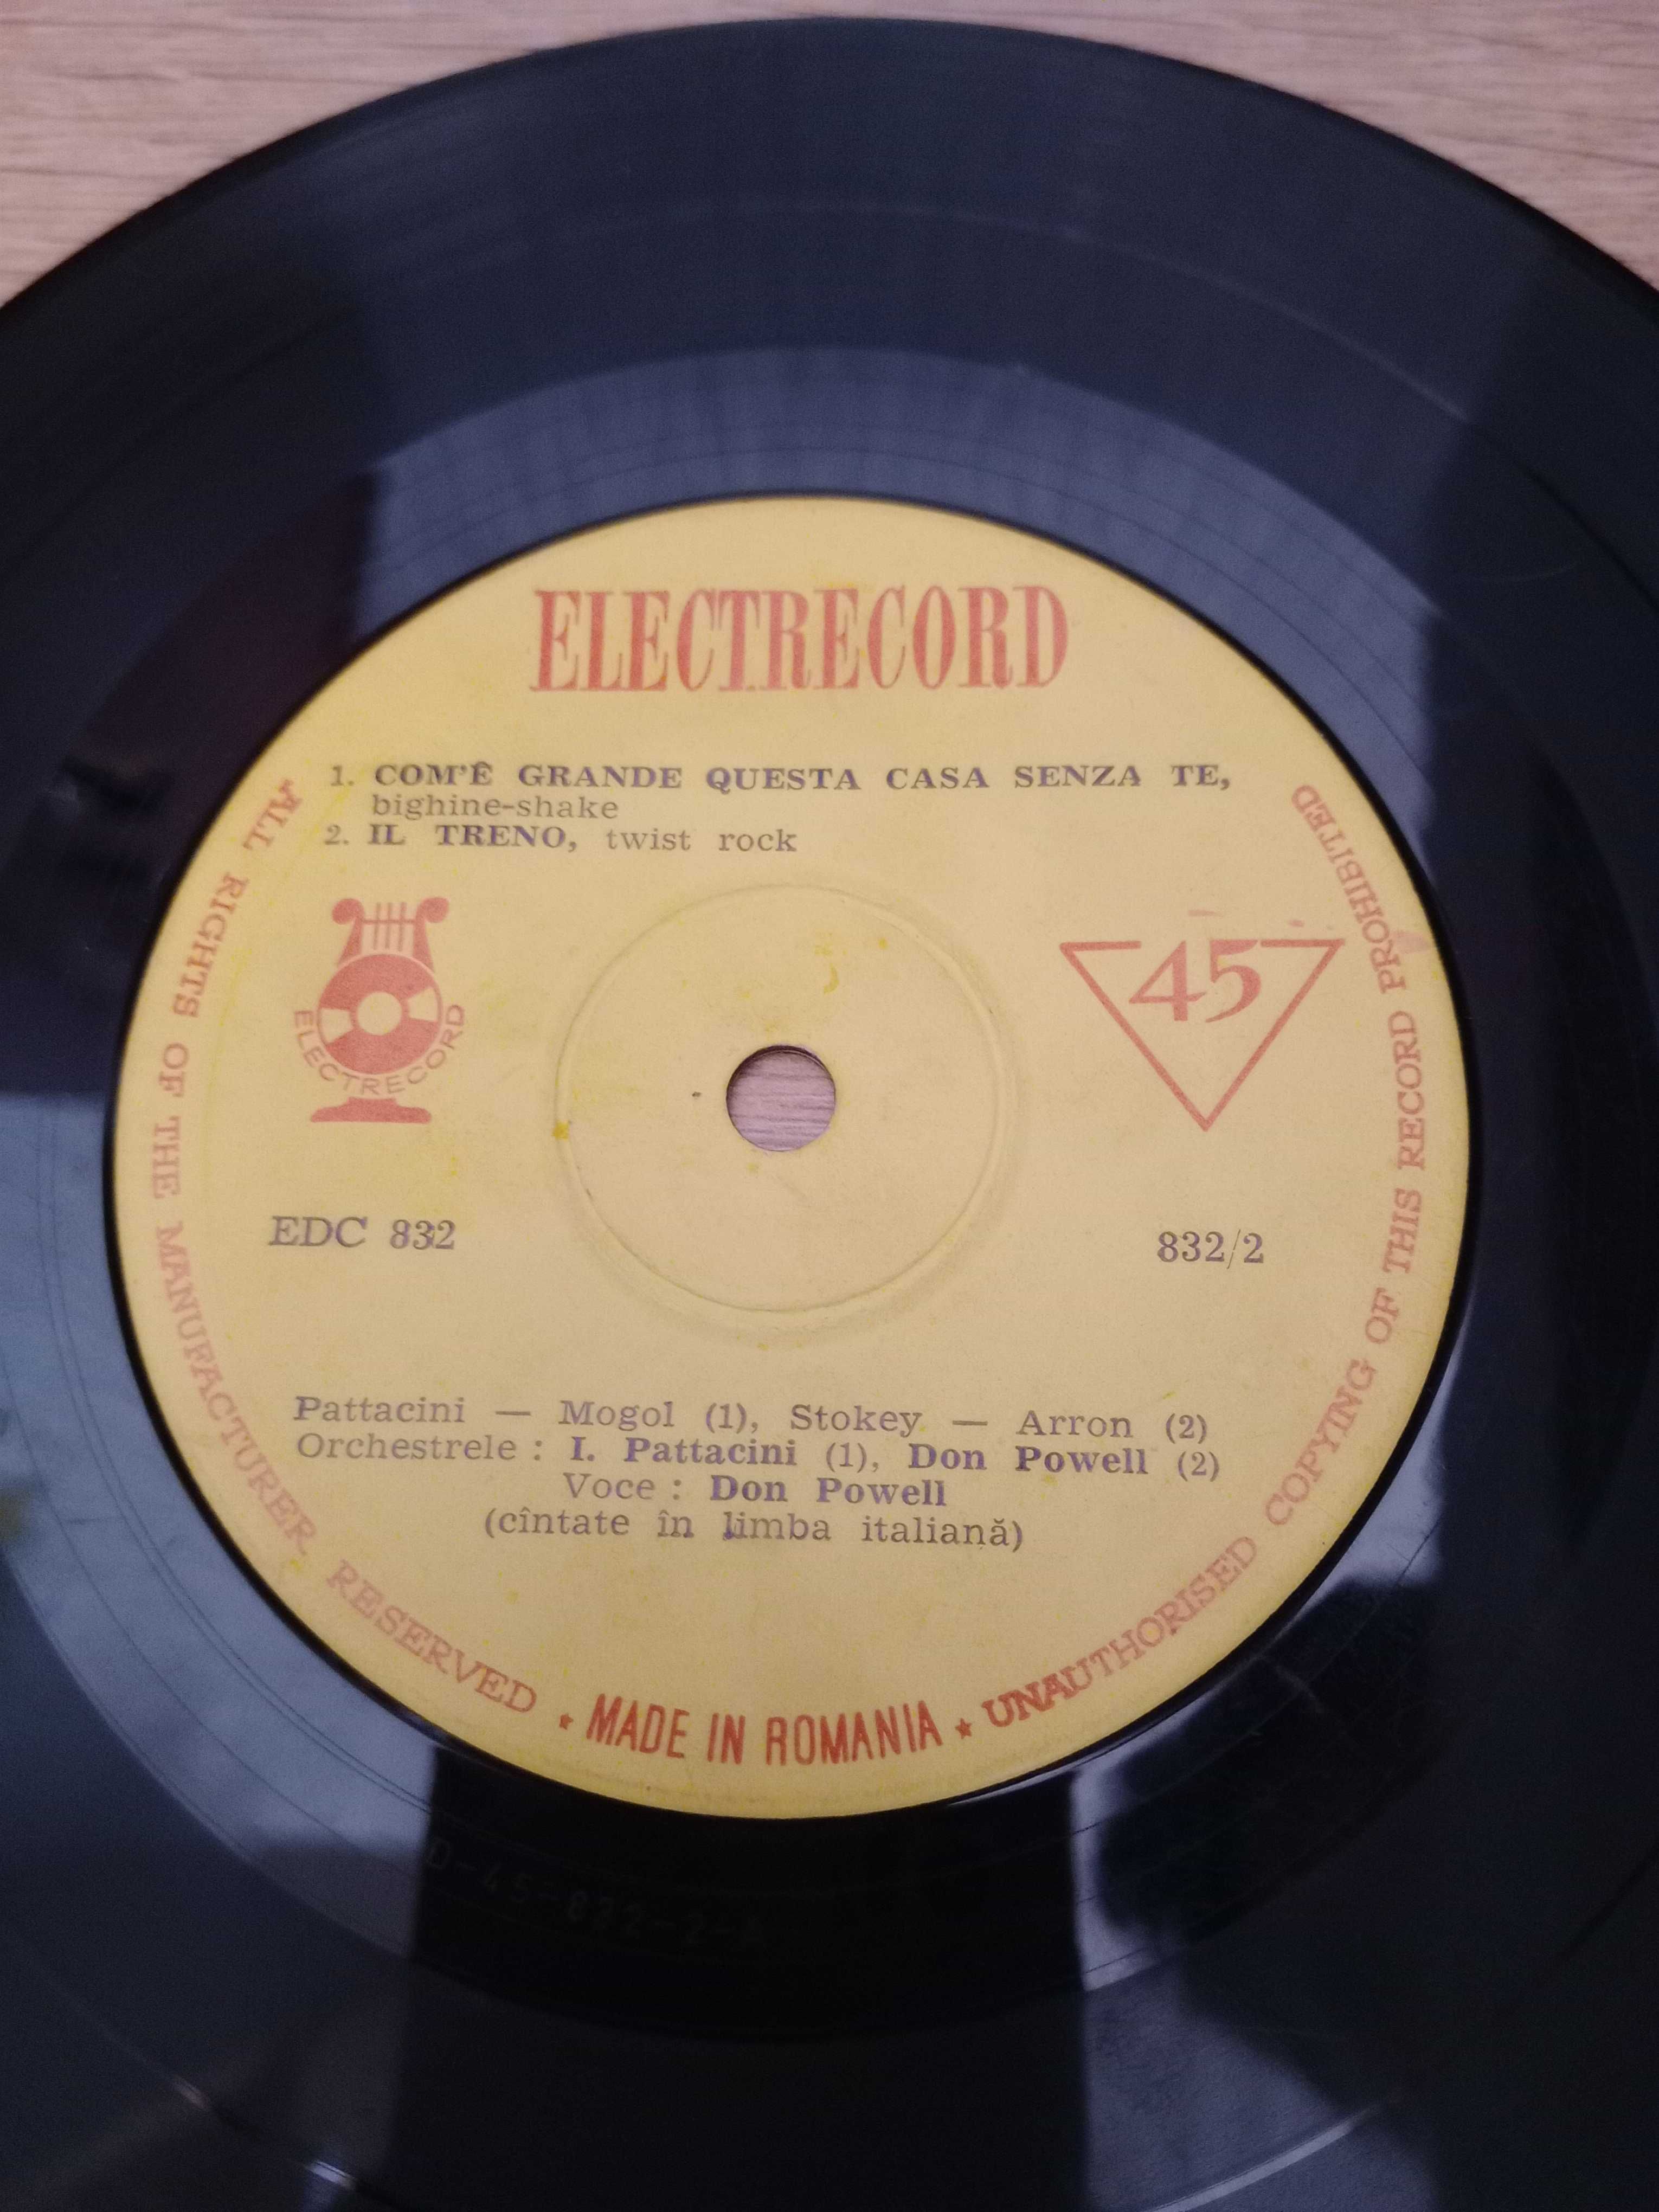 ELECTRECORD
1. COM'Ê GRANDE QUESTA CASA SENZA TE,
bighine-shake
2. IL TRENO, twist rock
ELECTRECORD
45
EDC 832
832/2
Pattacini — Mogol (1), Stokey — Arron (2)
Orchestrele : I. Pattacini (1), Don Powell (2)
Voce : Don Powell
(cîntate în limba italiană)
ALL RIGHTS OF THE MANUFACTURER RESERVED ★ MADE IN ROMANIA ★ UNAUTHORISED COPYING OF THIS RECORD PROHIBITED